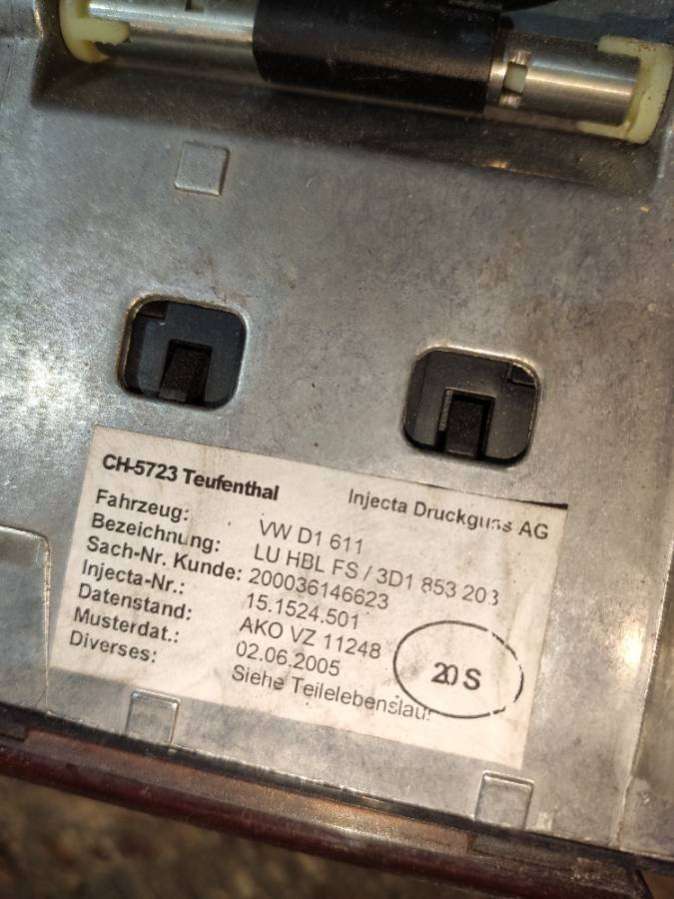 CH-5723 Teufenthal Injecta Druckguss AG
Fahrzeug: VW D1 611
Bezeichnung: LU HBL FS / 3D1 853 203
Sach-Nr. Kunde: 200036146623
Injecta-Nr.: 15.1524.501
Datenstand: AKO VZ 11248
Musterdat.: 02.06.2005
Diverses: Siehe Teilelebenslauf
20 S